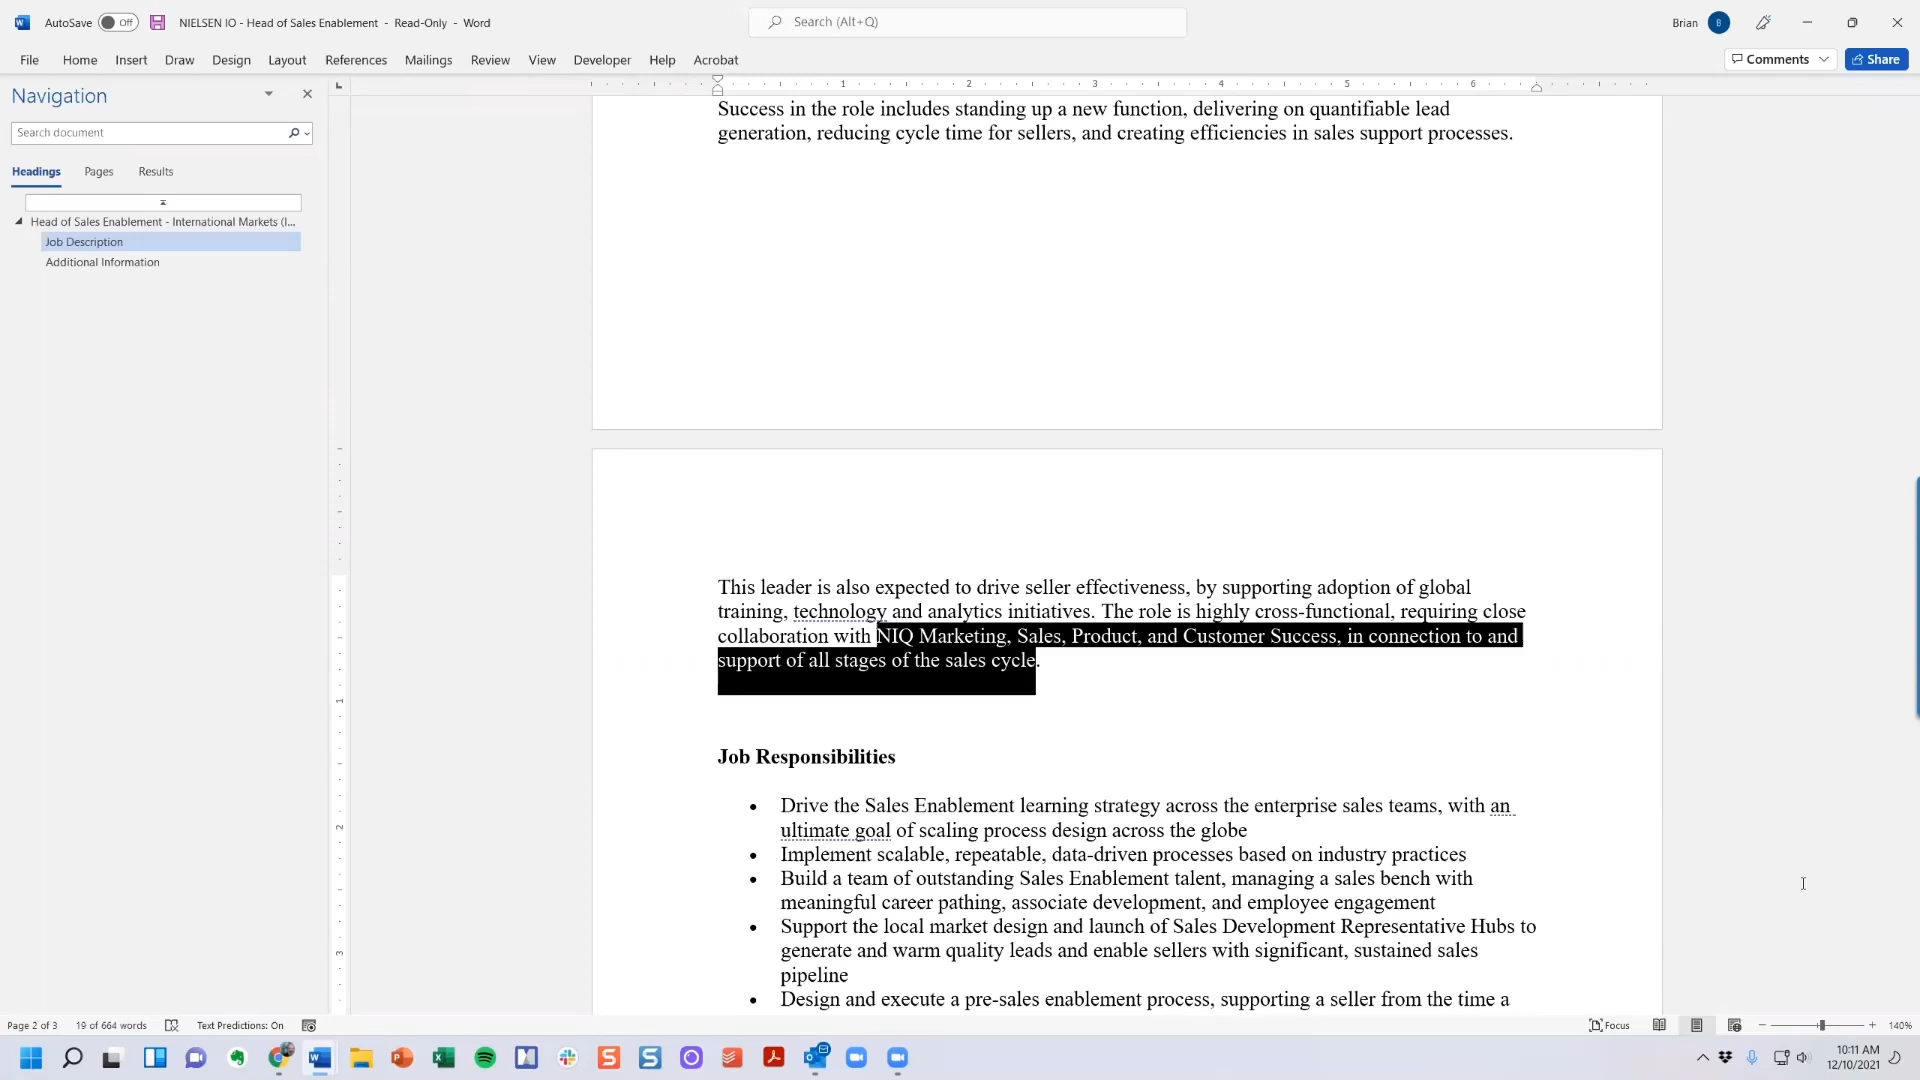 AutoSave Off NIELSEN IO - Head of Sales Enablement - Read-Only - Word Search (Alt+Q) Brian B
File Home Insert Draw Design Layout References Mailings Review View Developer Help Acrobat Comments Share
Navigation
Search document
Headings Pages Results
Head of Sales Enablement - International Markets (I...
Job Description
Additional Information
1 2 3 4 5 6
Success in the role includes standing up a new function, delivering on quantifiable lead
generation, reducing cycle time for sellers, and creating efficiencies in sales support processes.
This leader is also expected to drive seller effectiveness, by supporting adoption of global
training, technology and analytics initiatives. The role is highly cross-functional, requiring close
collaboration with NIQ Marketing, Sales, Product, and Customer Success, in connection to and
support of all stages of the sales cycle.
1
Job Responsibilities
• Drive the Sales Enablement learning strategy across the enterprise sales teams, with an
2
ultimate goal of scaling process design across the globe
• Implement scalable, repeatable, data-driven processes based on industry practices
• Build a team of outstanding Sales Enablement talent, managing a sales bench with
meaningful career pathing, associate development, and employee engagement
• Support the local market design and launch of Sales Development Representative Hubs to
generate and warm quality leads and enable sellers with significant, sustained sales
3
pipeline
• Design and execute a pre-sales enablement process, supporting a seller from the time a
Page 2 of 3 19 of 664 words Text Predictions: On Focus 140%
10:11 AM
12/10/2021